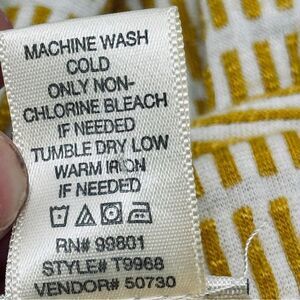 MACHINE WASH
COLD
ONLY NON-
CHLORINE BLEACH
IF NEEDED
TUMBLE DRY LOW
WARM IRON
IF NEEDED
RN# 99801
STYLE# T9968
VENDOR# 50730